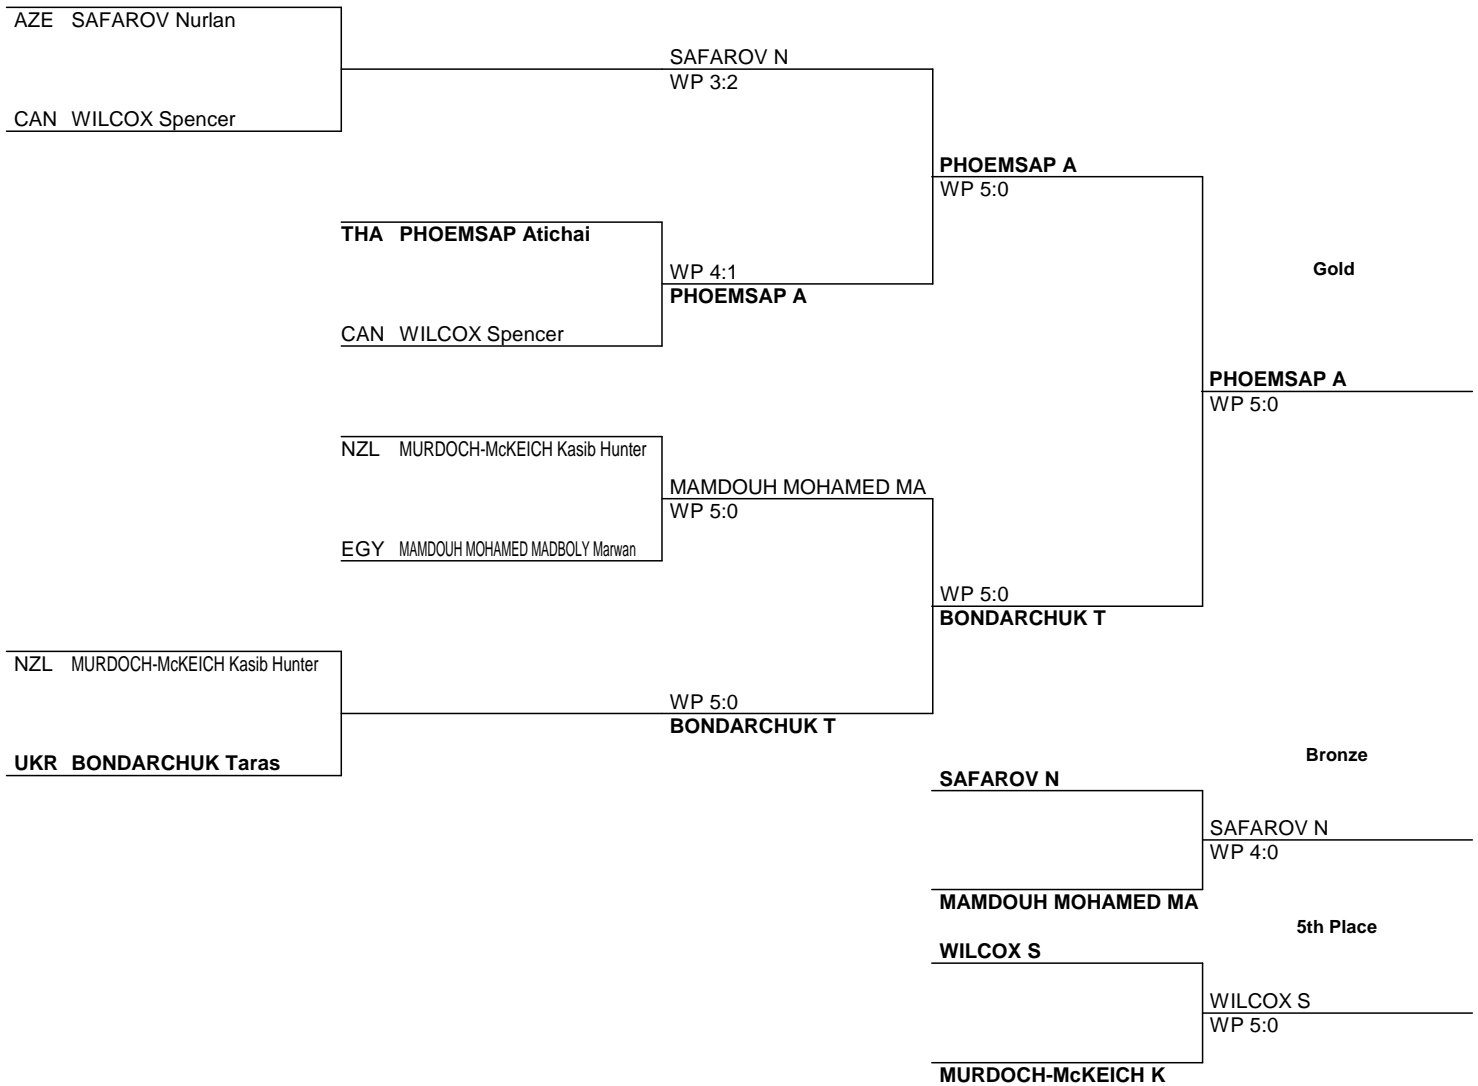 AZE SAFAROV Nurlan
SAFAROV N
WP 3:2
CAN WILCOX Spencer
PHOEMSAP A
WP 5:0
THA PHOEMSAP Atichai
WP 4:1
PHOEMSAP A
Gold
CAN WILCOX Spencer
PHOEMSAP A
WP 5:0
NZL MURDOCH-McKEICH Kasib Hunter
MAMDOUH MOHAMED MA
WP 5:0
EGY MAMDOUH MOHAMED MADBOLY Marwan
WP 5:0
BONDARCHUK T
NZL MURDOCH-McKEICH Kasib Hunter
WP 5:0
BONDARCHUK T
UKR BONDARCHUK Taras
Bronze
SAFAROV N
SAFAROV N
WP 4:0
MAMDOUH MOHAMED MA
5th Place
WILCOX S
WILCOX S
WP 5:0
MURDOCH-McKEICH K